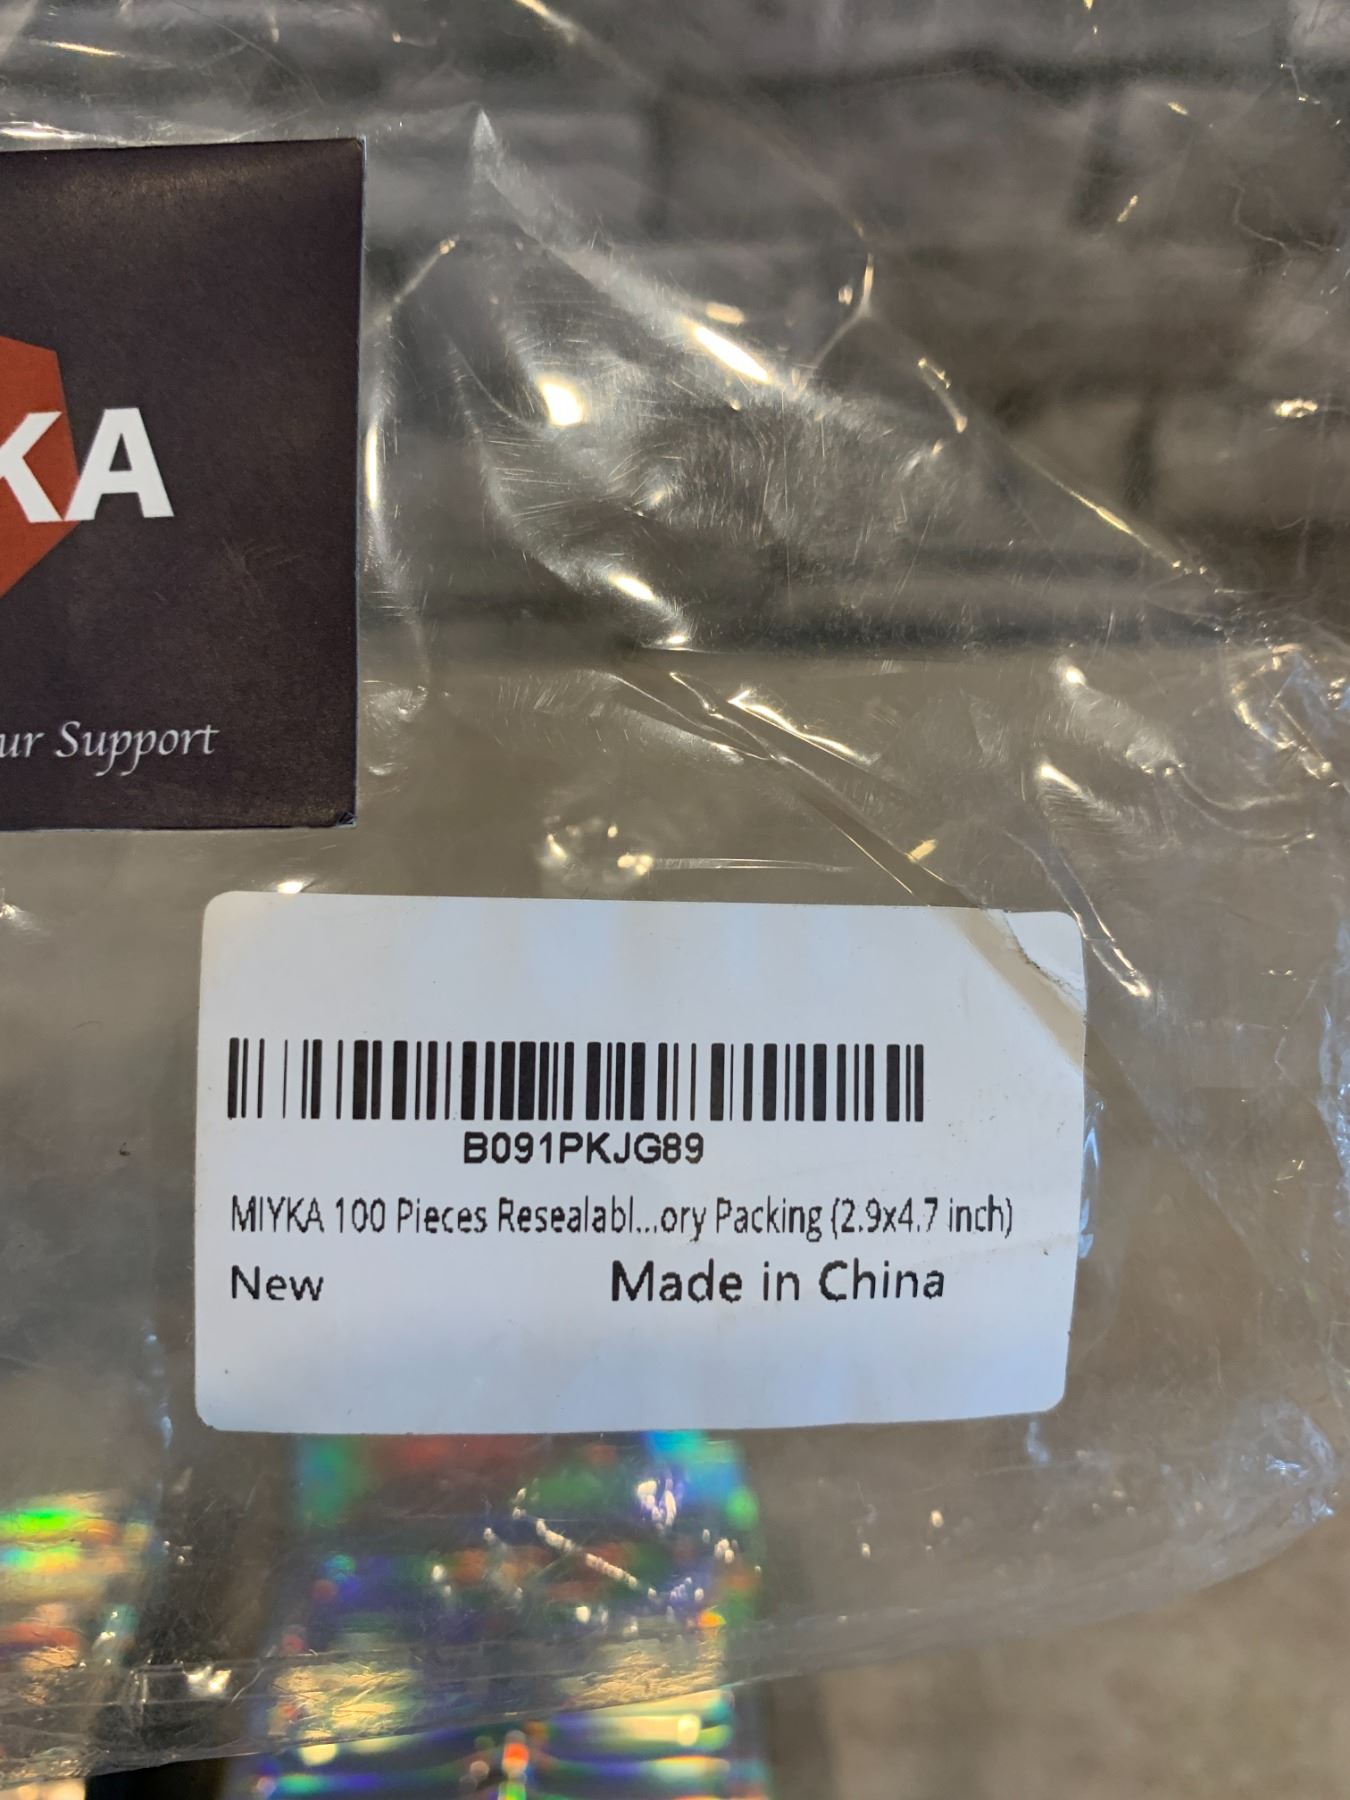 KA
ur Support
B091PKJG89
MIYKA 100 Pieces Resealabl...ory Packing (2.9x4.7 inch)
New Made in China